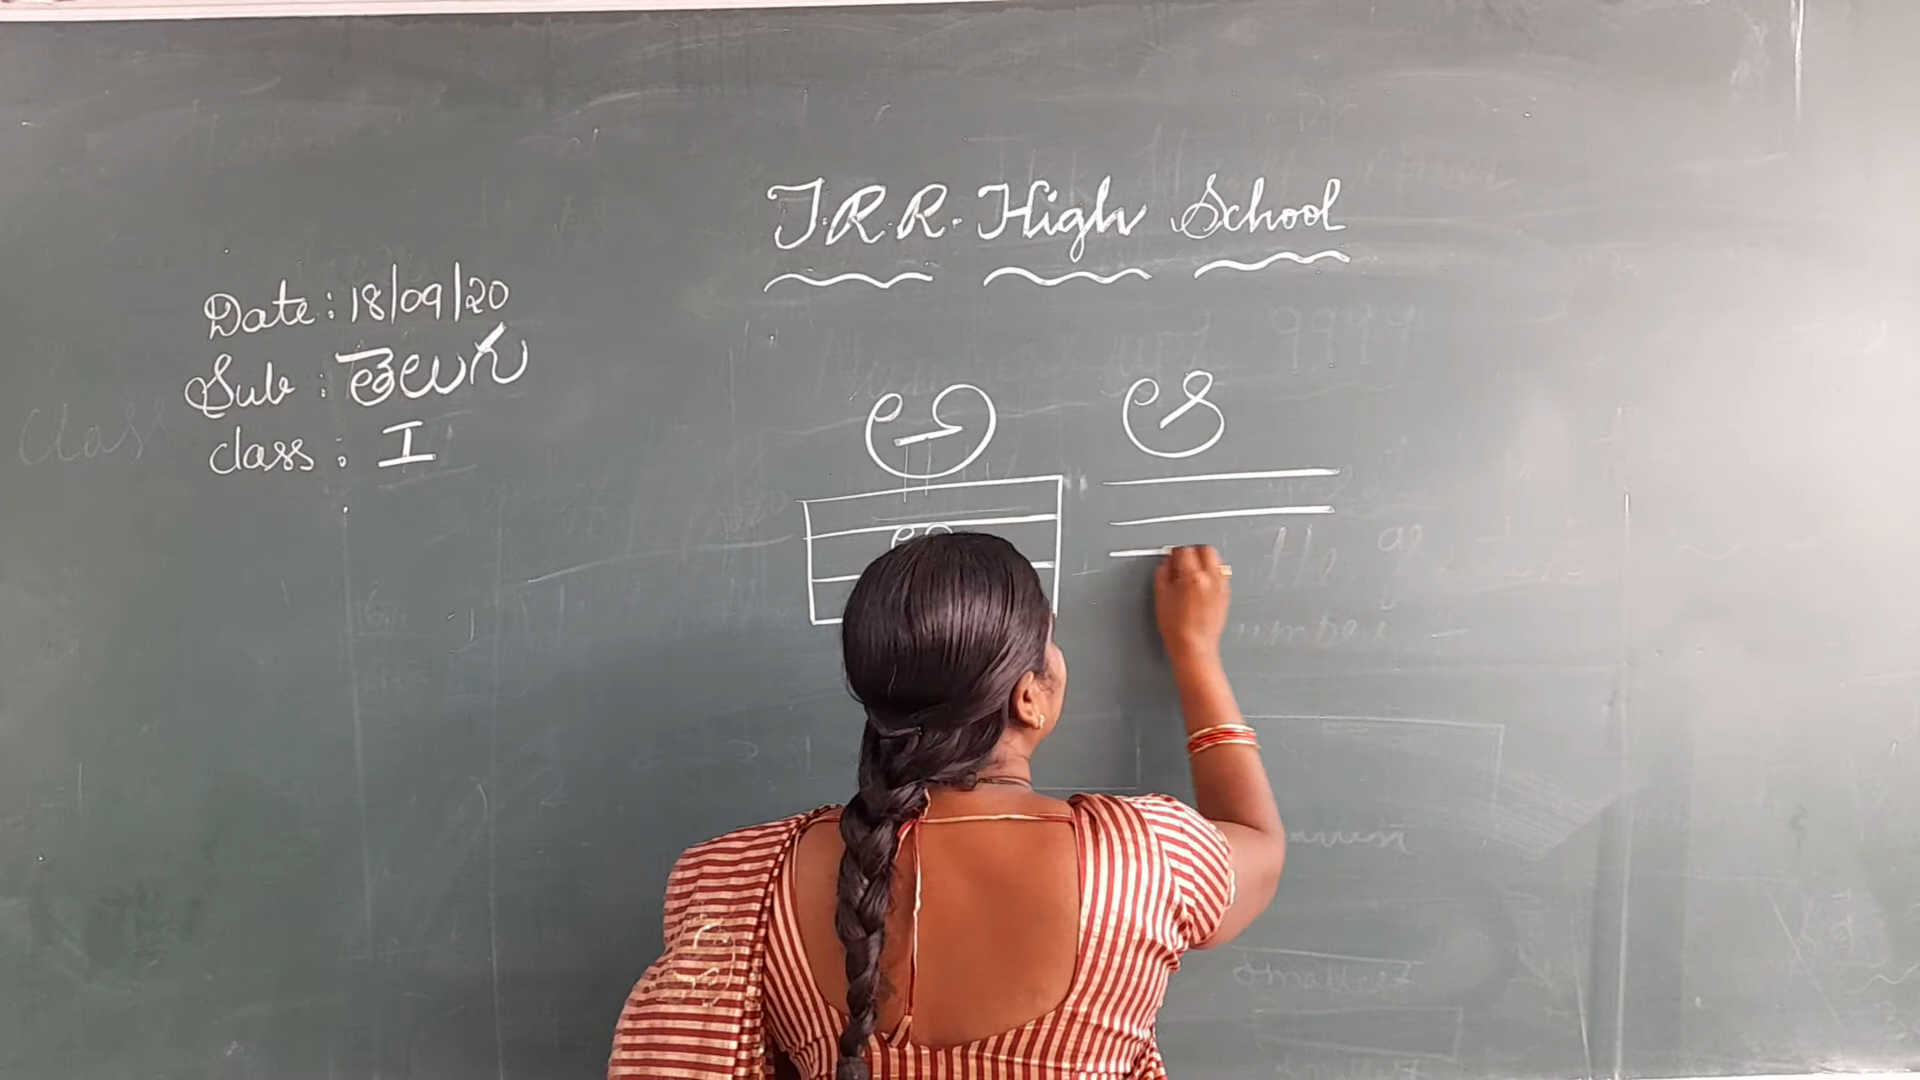 J.R.R. High School
Date: 18/09/20
Sub: తెలుగు
class: I
అ ఆ